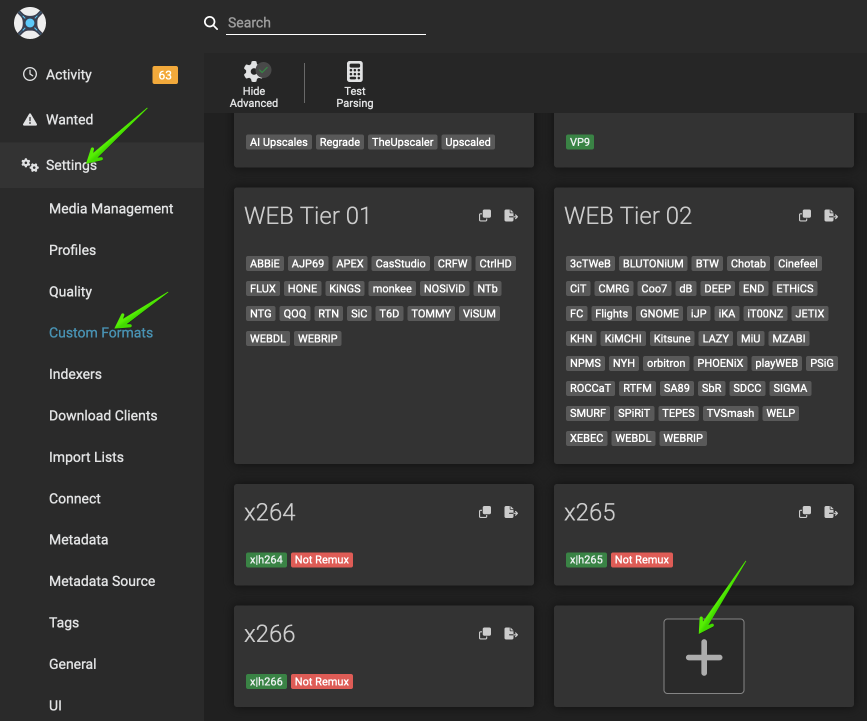 Search
Activity 63
Wanted
Settings
Media Management
Profiles
Quality
Custom Formats
Indexers
Download Clients
Import Lists
Connect
Metadata
Metadata Source
Tags
General
UI
Hide
Advanced
Test
Parsing
AI Upscales Regrade TheUpscaler Upscaled
VP9
WEB Tier 01
ABBiE AJP69 APEX CasStudio CRFW CtrlHD
FLUX HONE KiNGS monkee NOSiViD NTb
NTG QOQ RTN SiC T6D TOMMY ViSUM
WEBDL WEBRIP
WEB Tier 02
3cTWeB BLUTONiUM BTW Chotab Cinefeel
CiT CMRG Coo7 dB DEEP END ETHiCS
FC Flights GNOME iJP iKA iT00NZ JETIX
KHN KiMCHI Kitsune LAZY MiU MZABI
NPMS NYH orbitron PHOENiX playWEB PSiG
ROCCaT RTFM SA89 SbR SDCC SIGMA
SMURF SPiRiT TEPES TVSmash WELP
XEBEC WEBDL WEBRIP
x264
x|h264 Not Remux
x265
x|h265 Not Remux
x266
x|h266 Not Remux